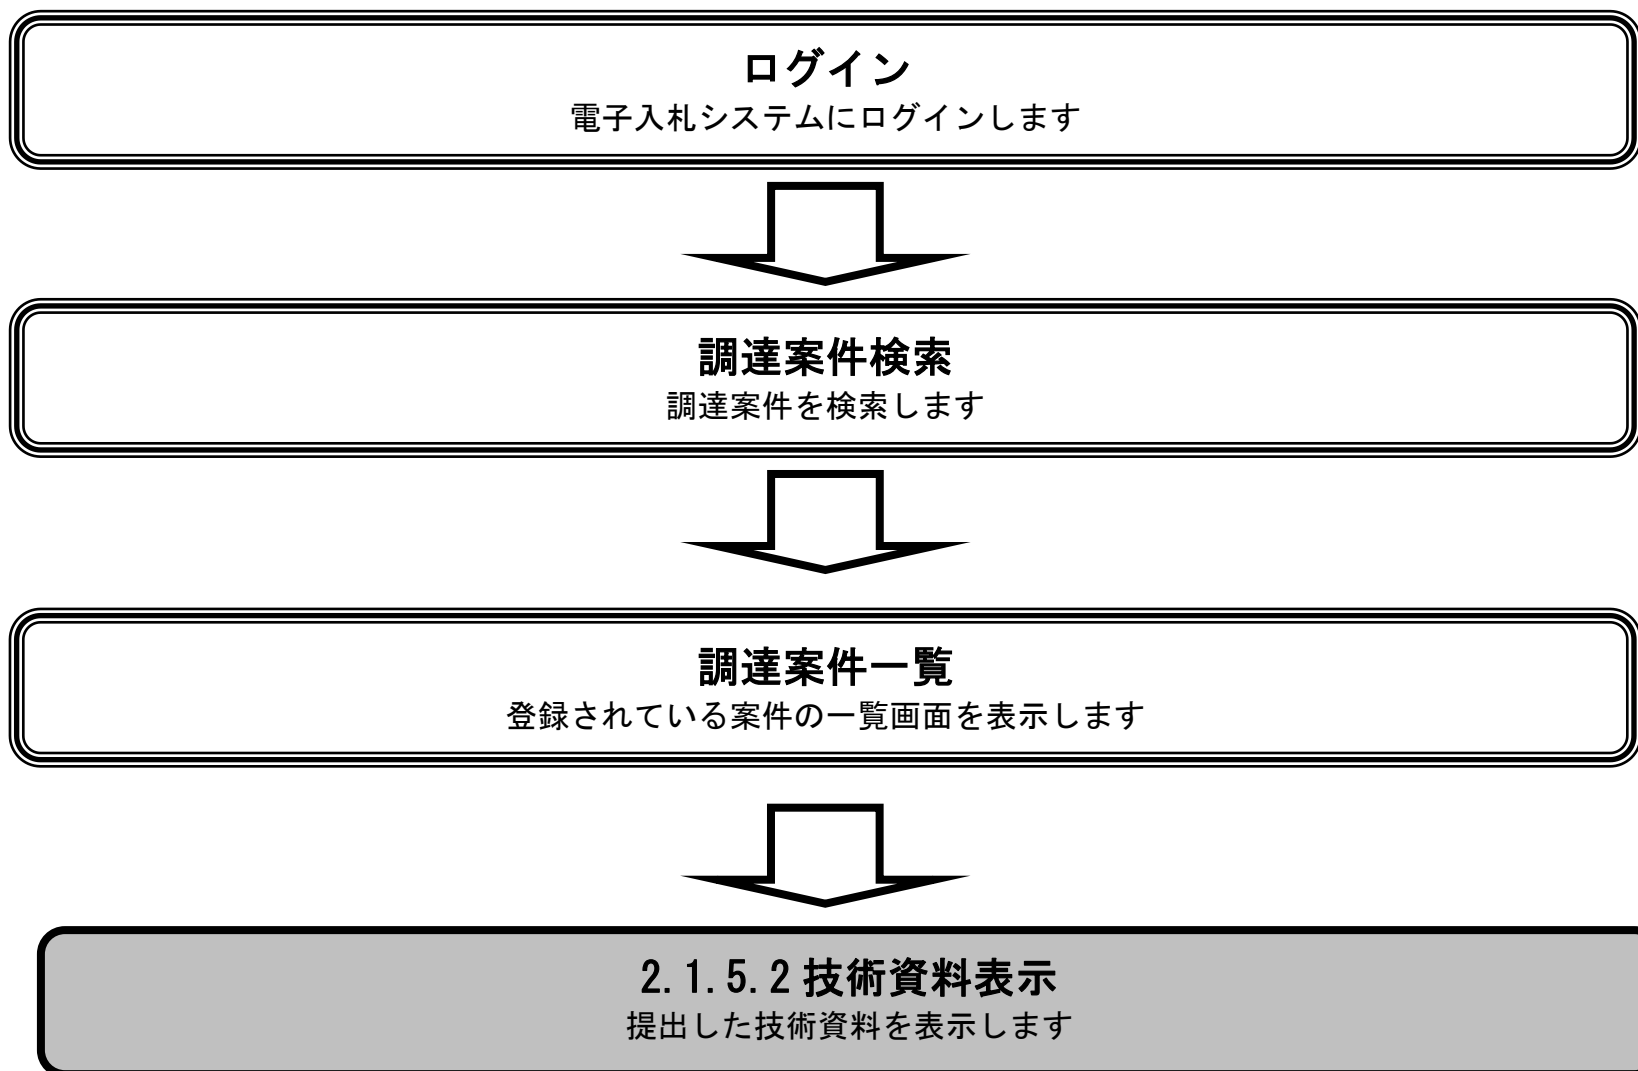 ログイン
電子入札システムにログインします
調達案件検索
調達案件を検索します
調達案件一覧
登録されている案件の一覧画面を表示します
2.1.5.2 技術資料表示
提出した技術資料を表示します